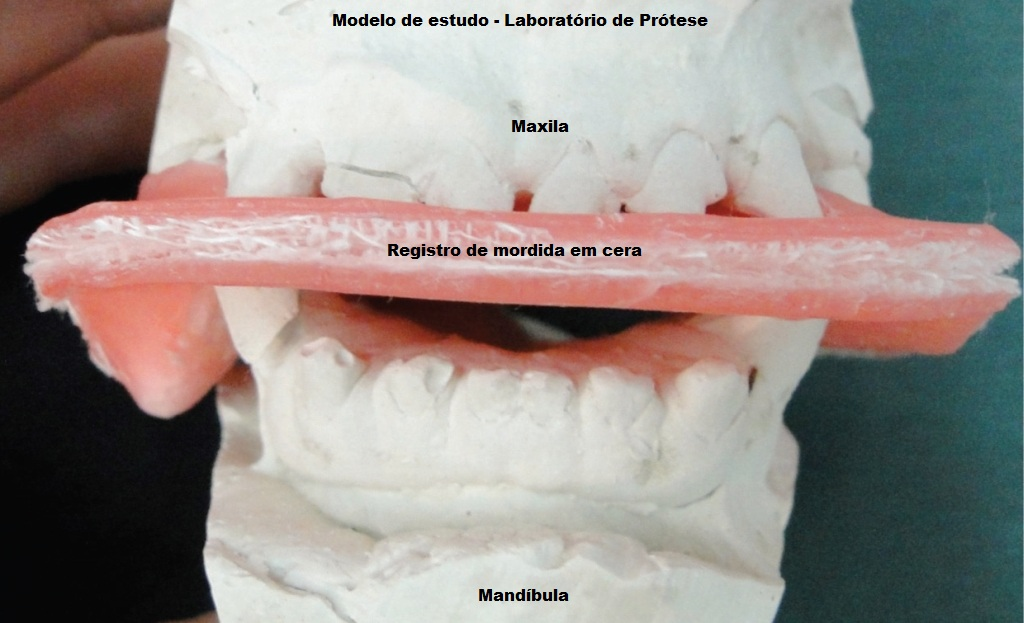 Modelo de estudo - Laboratório de Prótese
Maxila
Registro de mordida em cera
Mandíbula